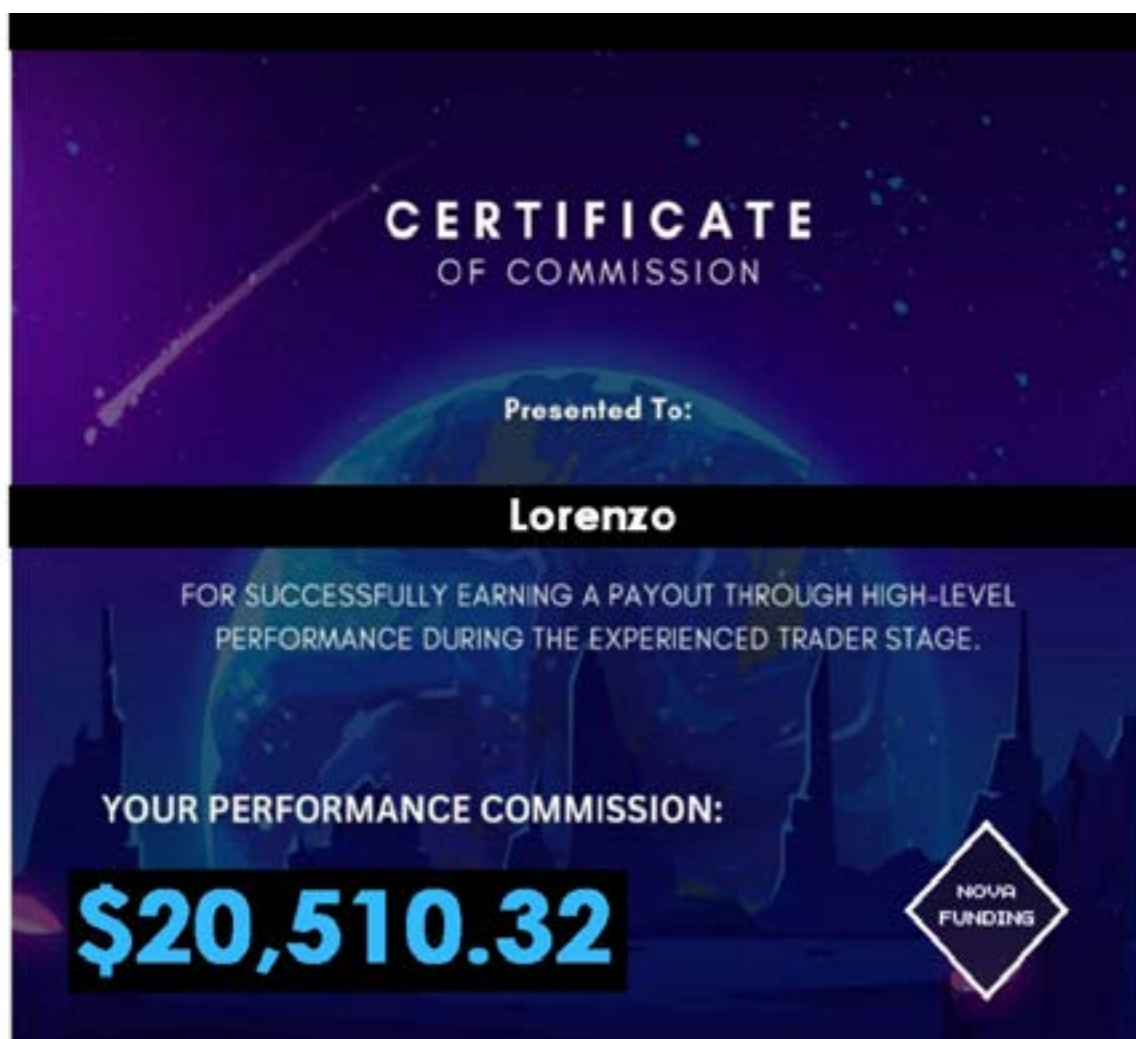 CERTIFICATE
OF COMMISSION
Presented To:
Lorenzo
FOR SUCCESSFULLY EARNING A PAYOUT THROUGH HIGH-LEVEL
PERFORMANCE DURING THE EXPERIENCED TRADER STAGE.
YOUR PERFORMANCE COMMISSION:
$20,510.32
NOVA
FUNDING